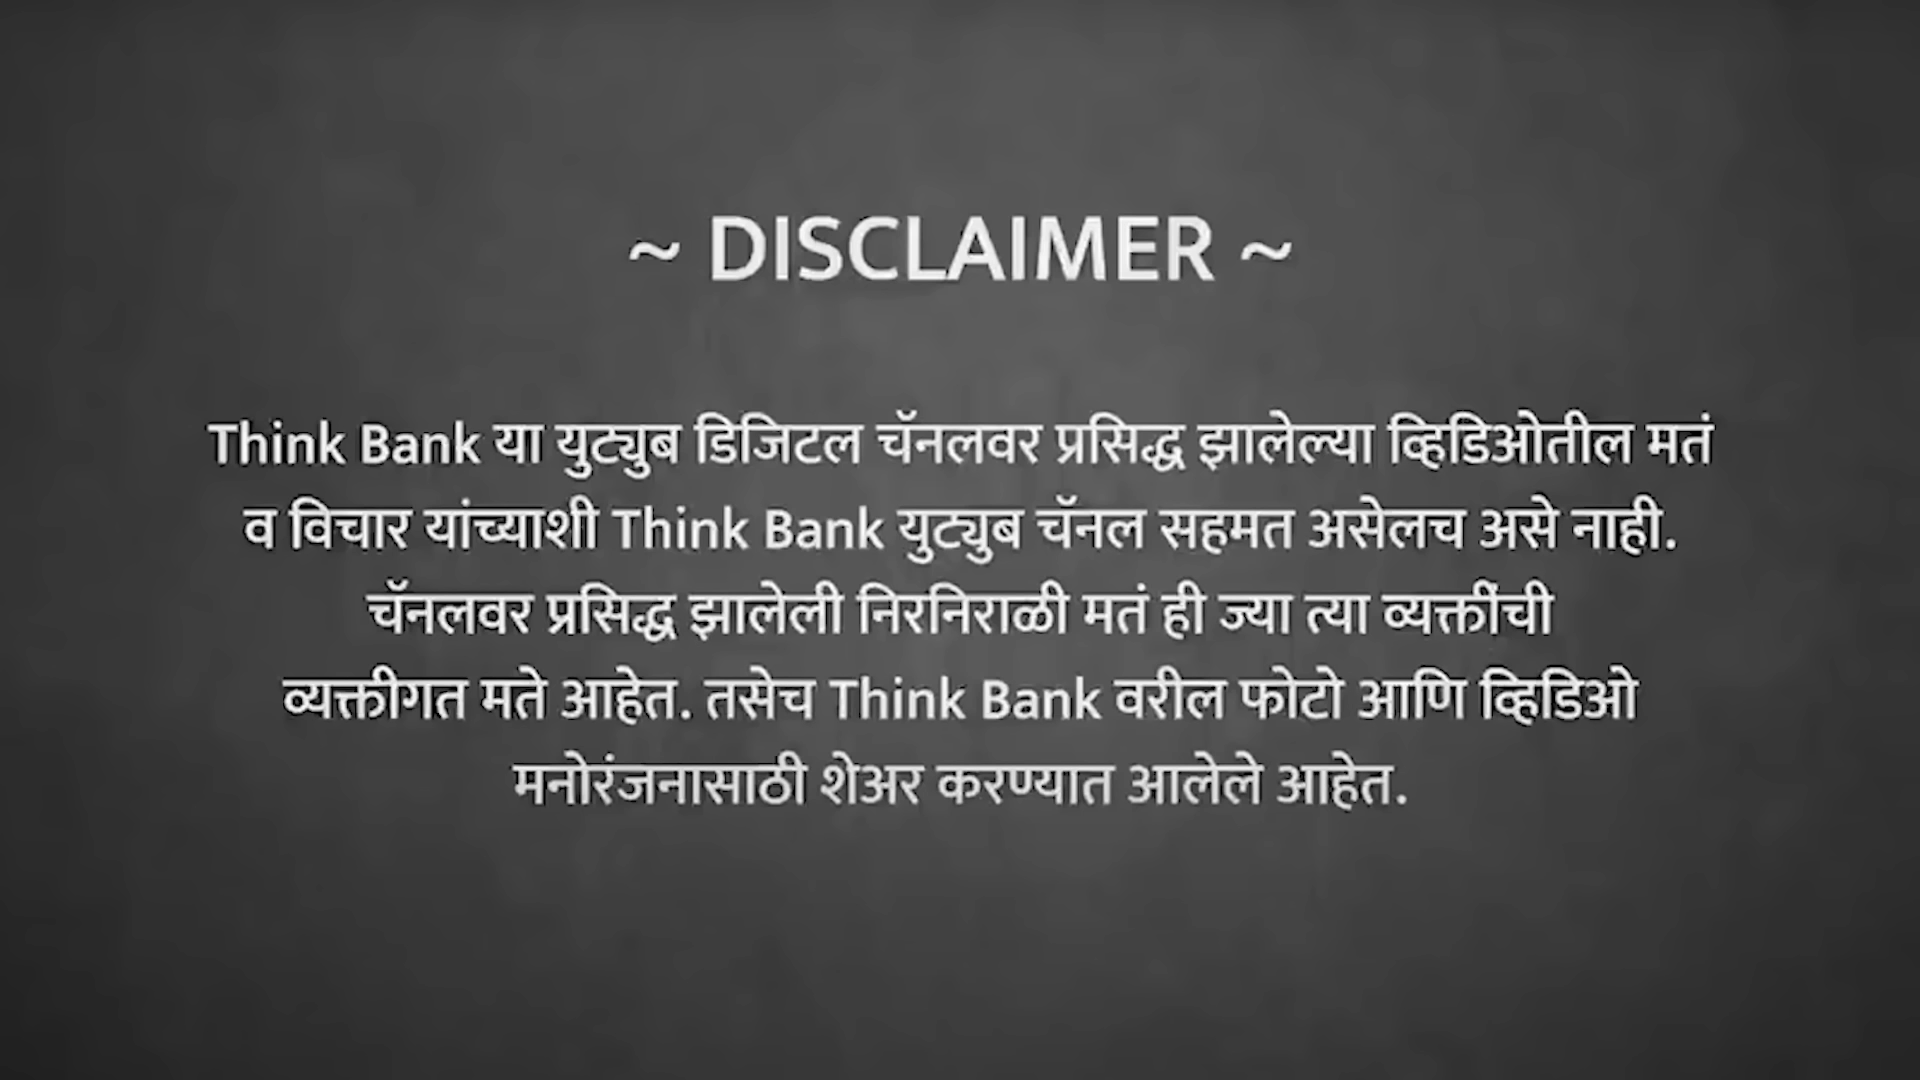 ~ DISCLAIMER ~
Think Bank या युट्युब डिजिटल चॅनलवर प्रसिद्ध झालेल्या व्हिडिओतील मतं
व विचार यांच्याशी Think Bank युट्युब चॅनल सहमत असेलच असे नाही.
चॅनलवर प्रसिद्ध झालेली निरनिराळी मतं ही ज्या त्या व्यक्तींची
व्यक्तीगत मते आहेत. तसेच Think Bank वरील फोटो आणि व्हिडिओ
मनोरंजनासाठी शेअर करण्यात आलेले आहेत.